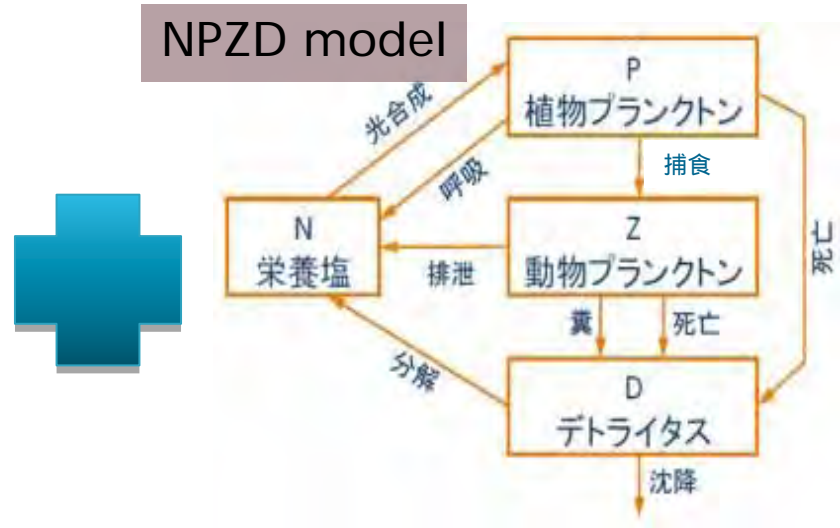 NPZD model
P
植物プランクトン
光合成
呼吸
捕食
死亡
N
栄養塩
Z
動物プランクトン
排泄
糞
死亡
分解
D
デトライタス
沈降